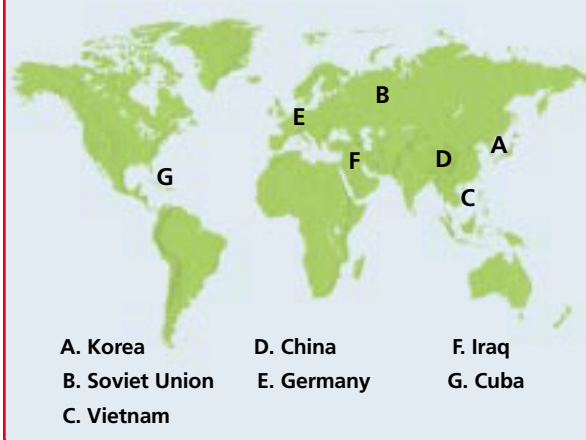 B
E
A
F
D
G
C
A. Korea
D. China
F. Iraq
B. Soviet Union
E. Germany
G. Cuba
C. Vietnam